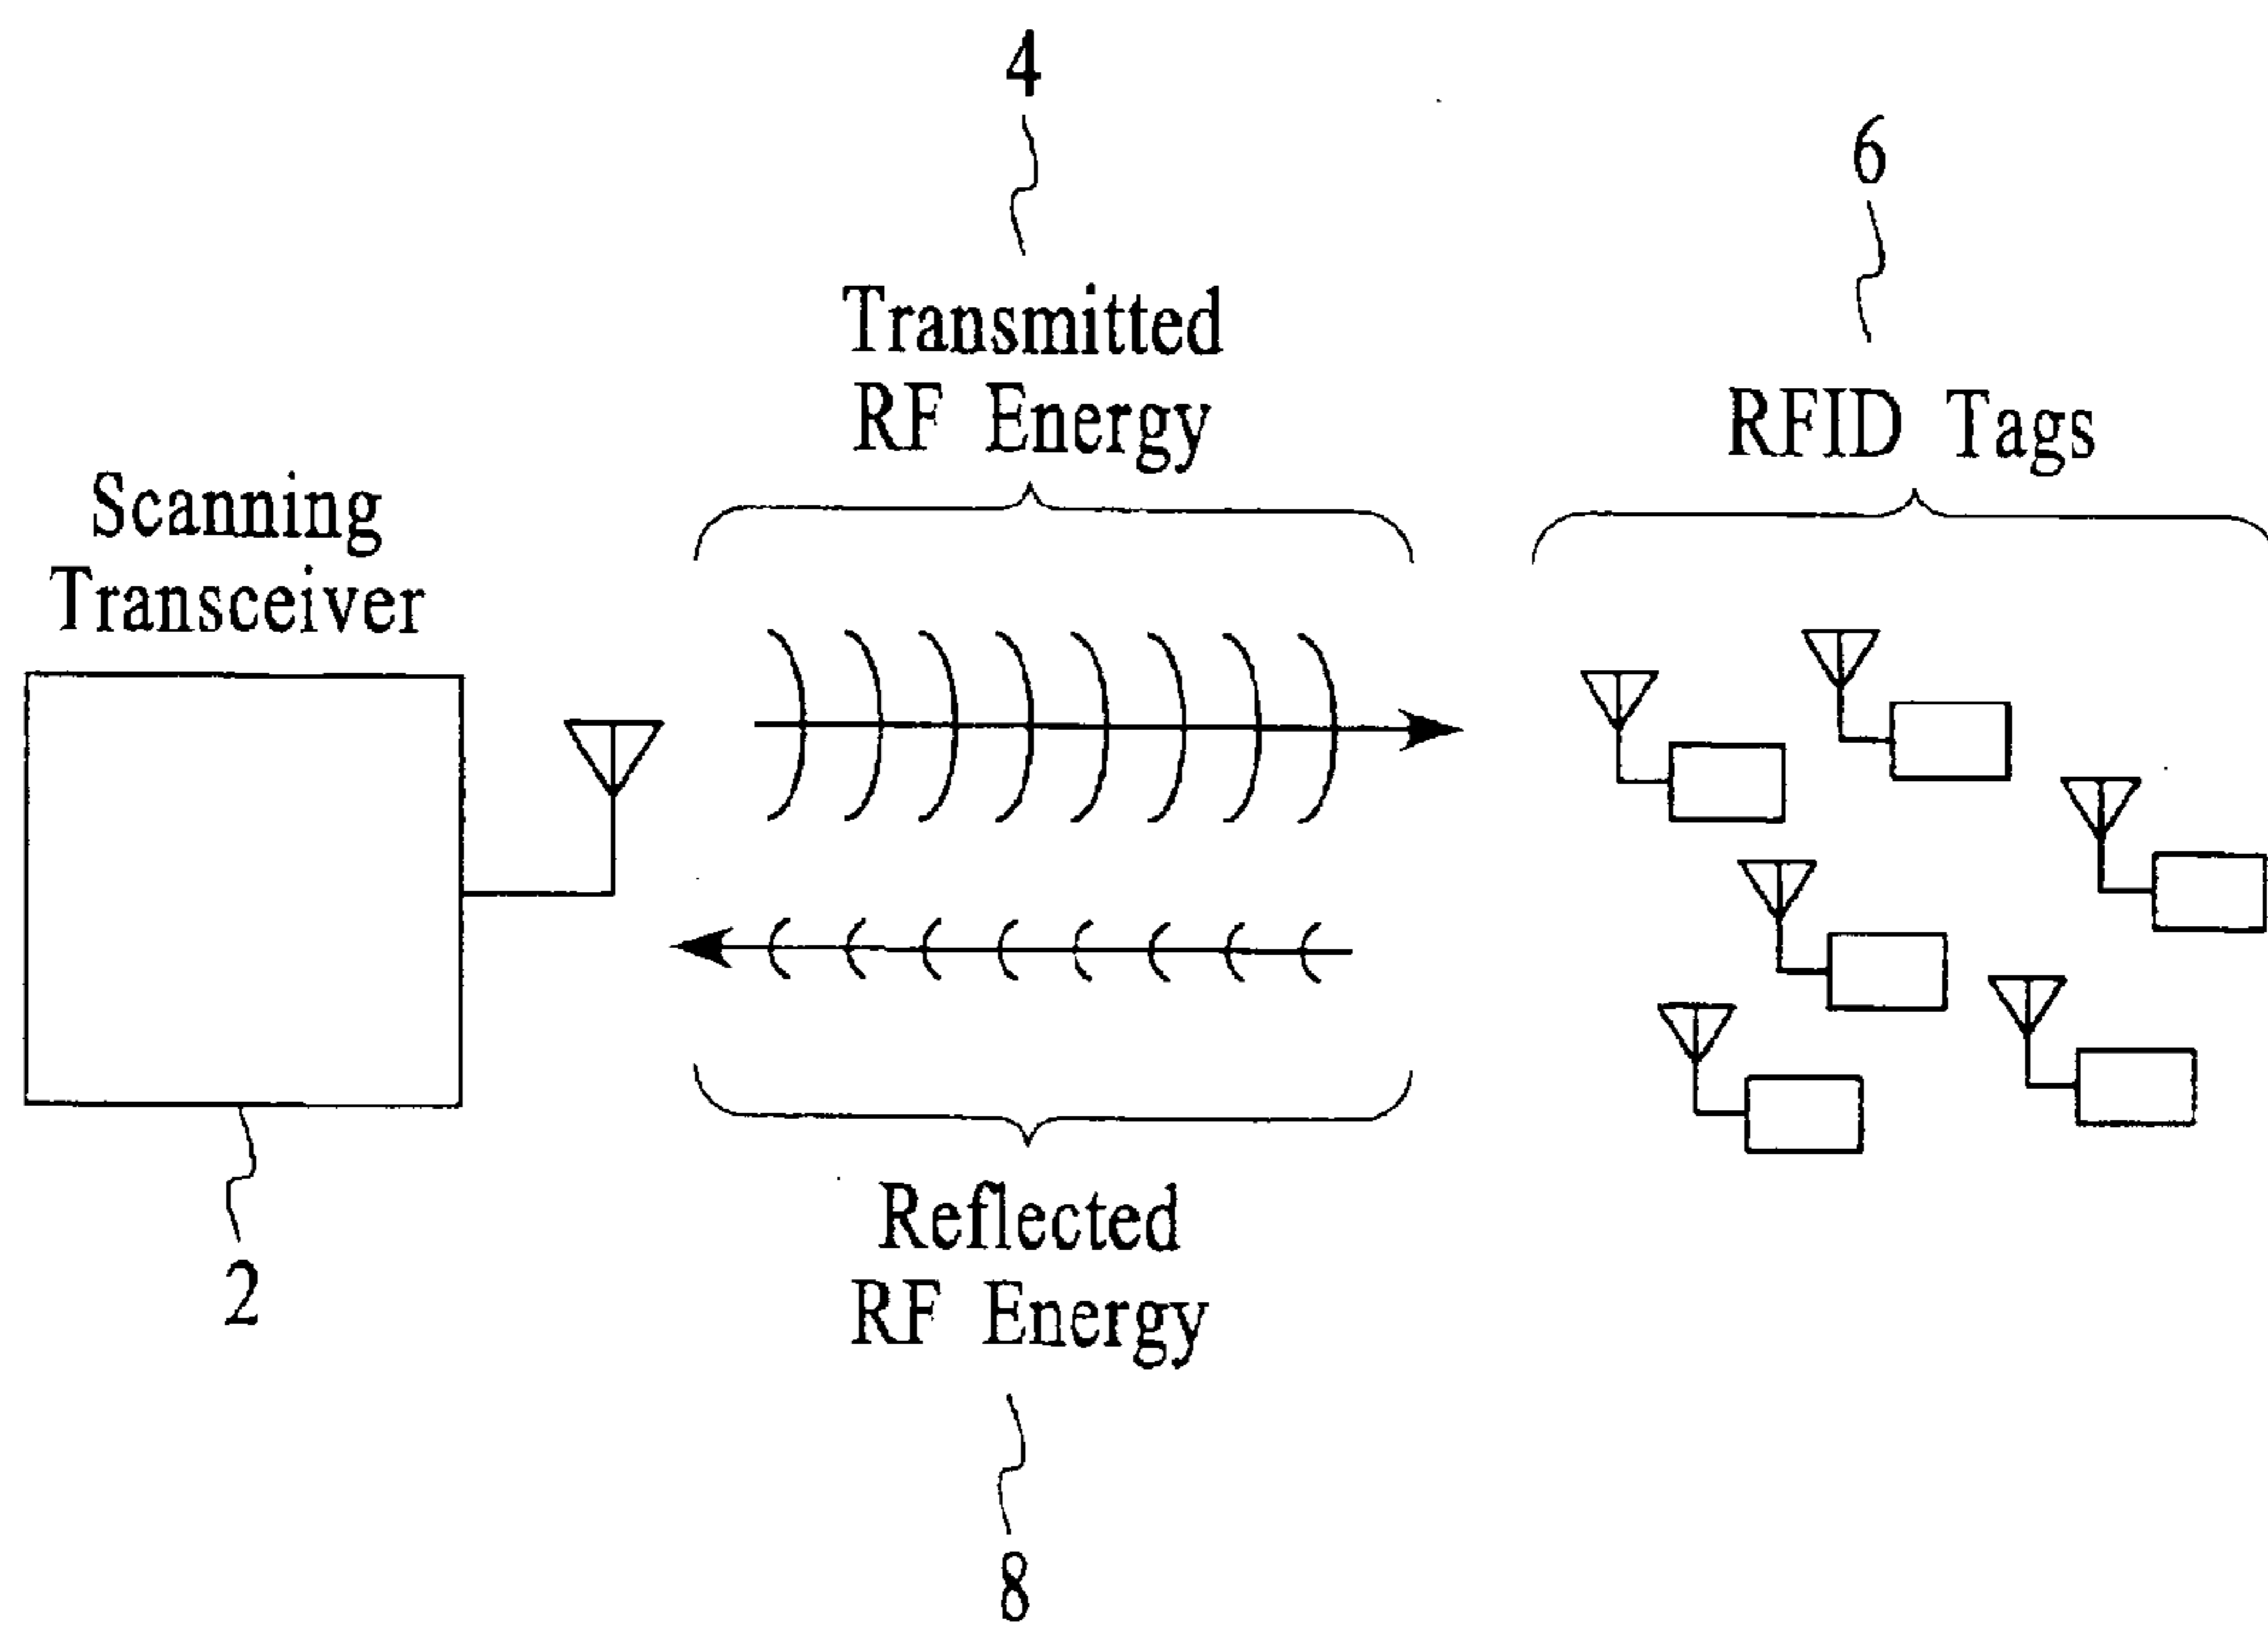 4
6
Transmitted
RF Energy
RFID Tags
Scanning
Transceiver
Reflected
RF Energy
2
8